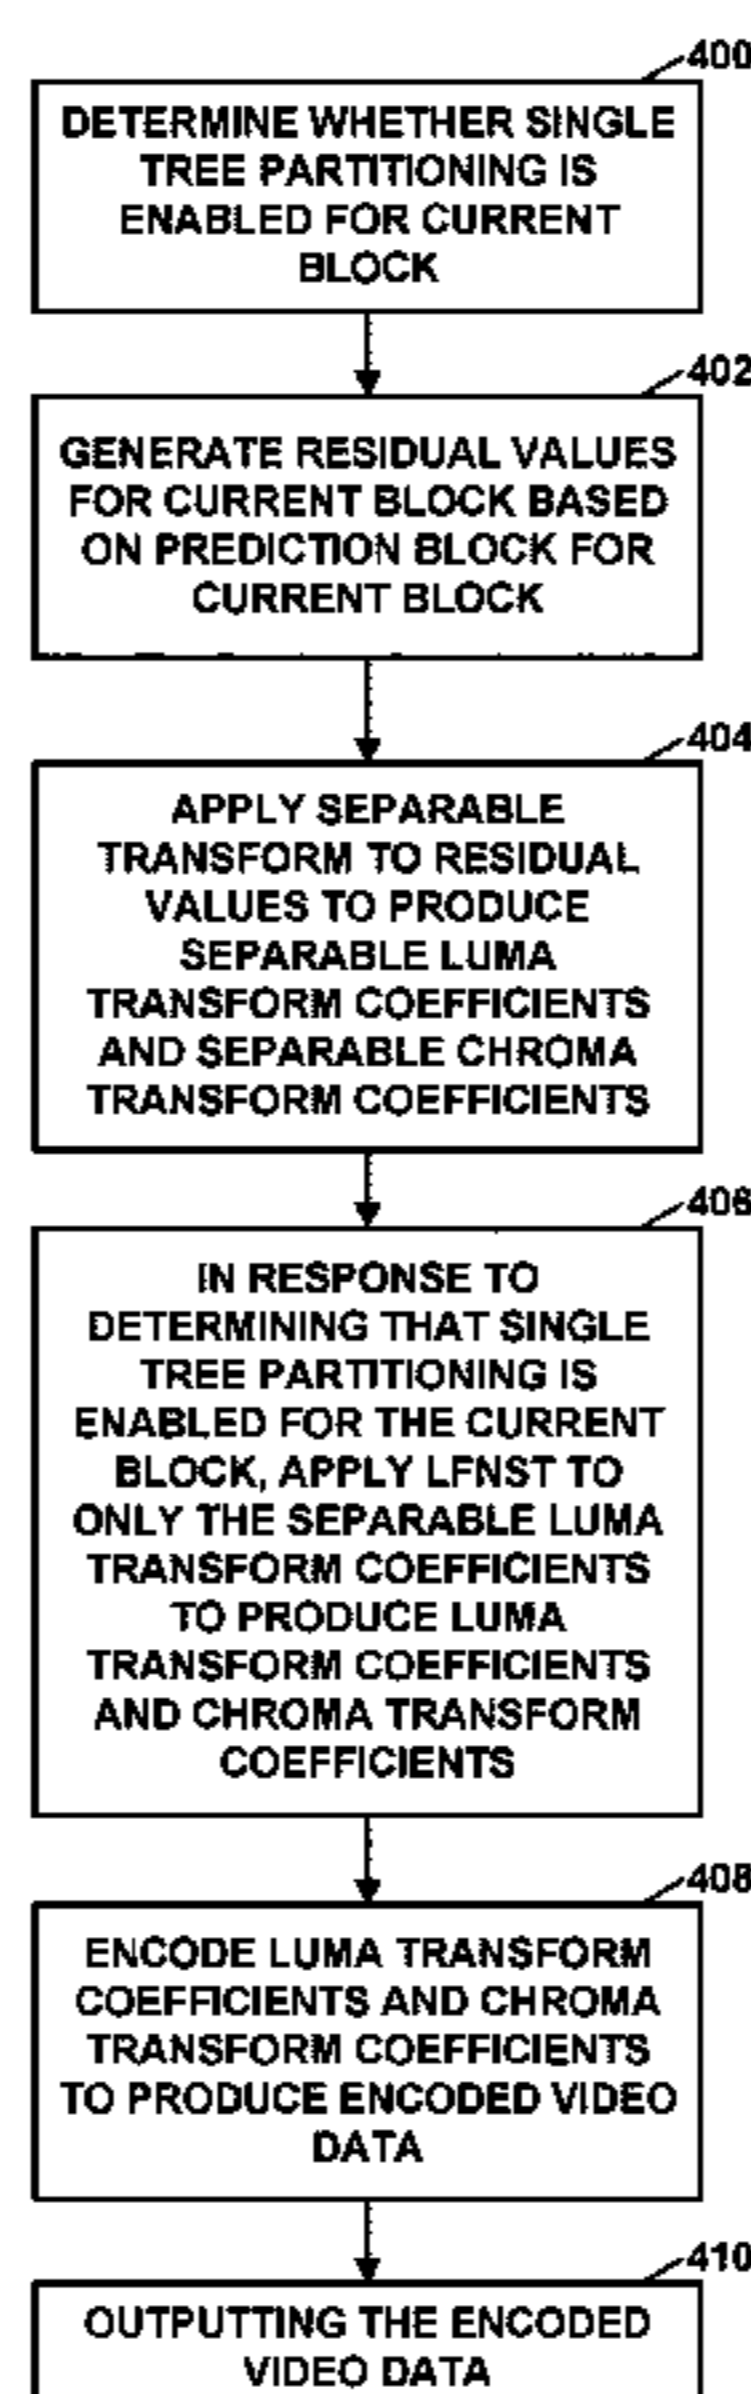 400
DETERMINE WHETHER SINGLE
TREE PARTITIONING IS
ENABLED FOR CURRENT
BLOCK
402
GENERATE RESIDUAL VALUES
FOR CURRENT BLOCK BASED
ON PREDICTION BLOCK FOR
CURRENT BLOCK
404
APPLY SEPARABLE
TRANSFORM TO RESIDUAL
VALUES TO PRODUCE
SEPARABLE LUMA
TRANSFORM COEFFICIENTS
AND SEPARABLE CHROMA
TRANSFORM COEFFICIENTS
406
IN RESPONSE TO
DETERMINING THAT SINGLE
TREE PARTITIONING IS
ENABLED FOR THE CURRENT
BLOCK, APPLY LFNST TO
ONLY THE SEPARABLE LUMA
TRANSFORM COEFFICIENTS
TO PRODUCE LUMA
TRANSFORM COEFFICIENTS
AND CHROMA TRANSFORM
COEFFICIENTS
408
ENCODE LUMA TRANSFORM
COEFFICIENTS AND CHROMA
TRANSFORM COEFFICIENTS
TO PRODUCE ENCODED VIDEO
DATA
410
OUTPUTTING THE ENCODED
VIDEO DATA